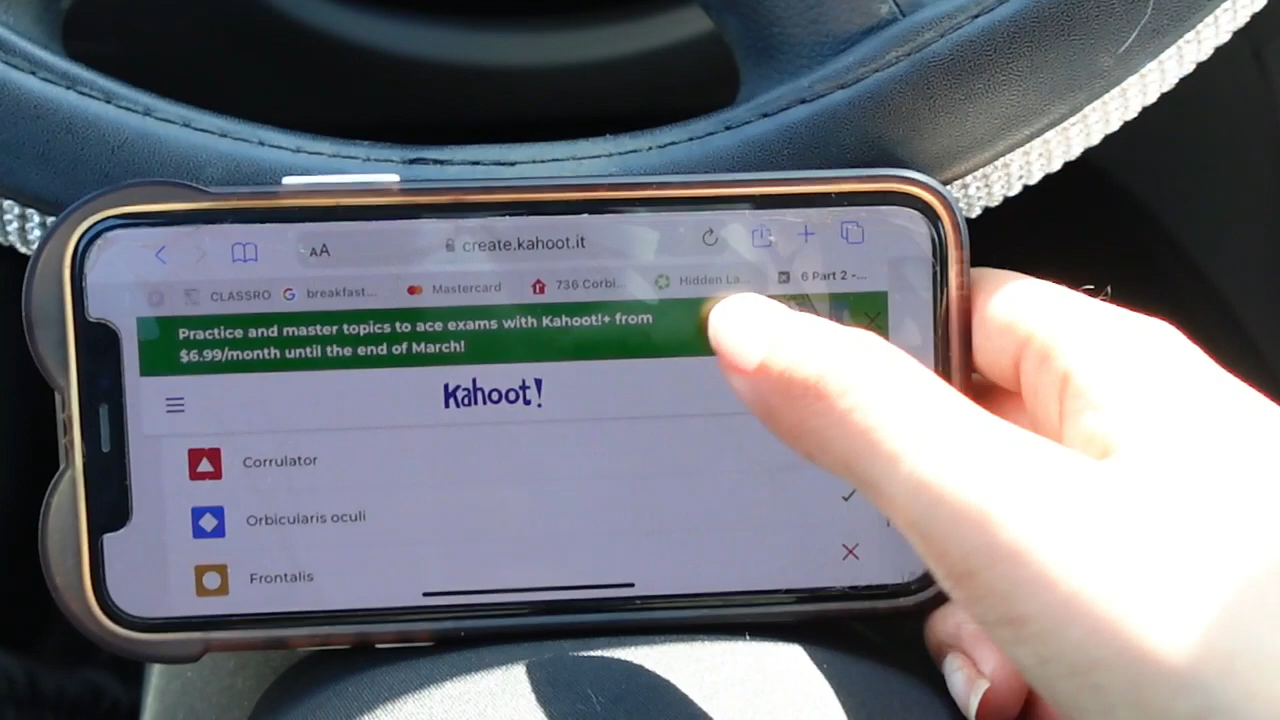 AA create.kahoot.it
CLASSRO breakfast... Mastercard 736 Corbi... Hidden La... 6 Part 2 -...
Practice and master topics to ace exams with Kahoot!+ from
$6.99/month until the end of March!
Kahoot!
Corrulator
Orbicularis oculi
Frontalis